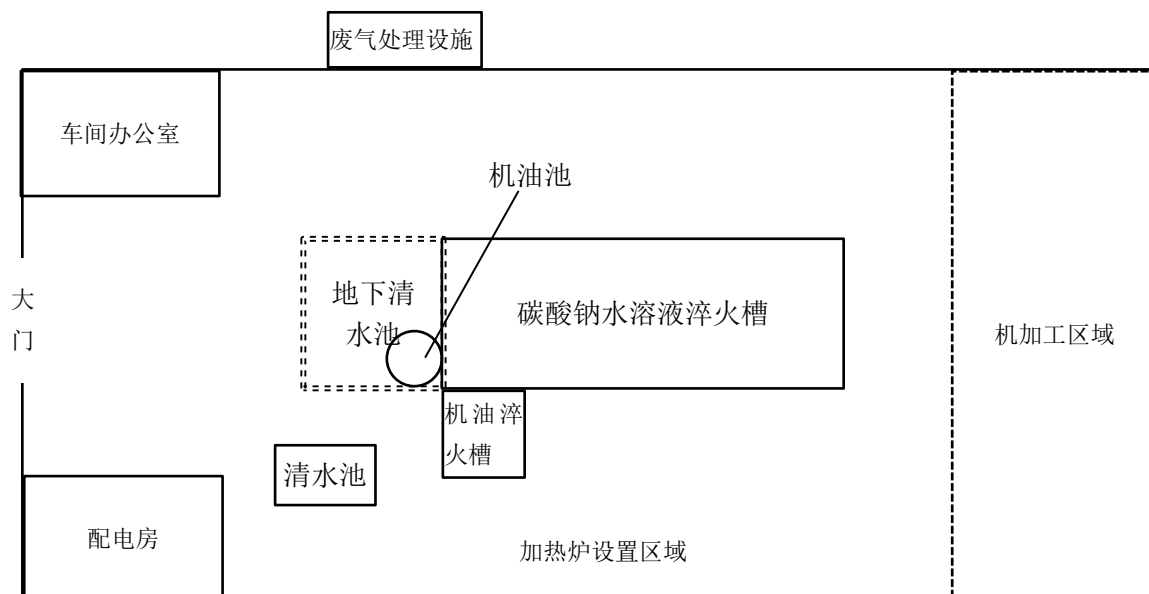 废气处理设施
车间办公室
机油池
地下清
水池
碳酸钠水溶液淬火槽
大
门
机加工区域
机油淬
火槽
清水池
配电房
加热炉设置区域